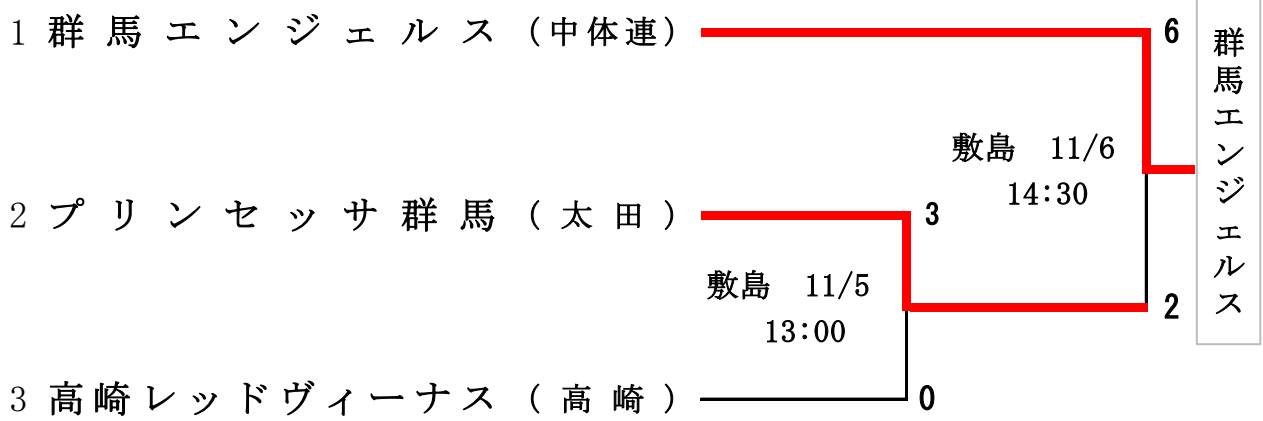 1 群馬エンジェルス(中体連)
6
敷島 11/6
14:30
2 プリンセッサ群馬(太田)
3
敷島 11/5
13:00
2
3 高崎レッドヴィーナス(高崎)
0
群馬エンジェルス